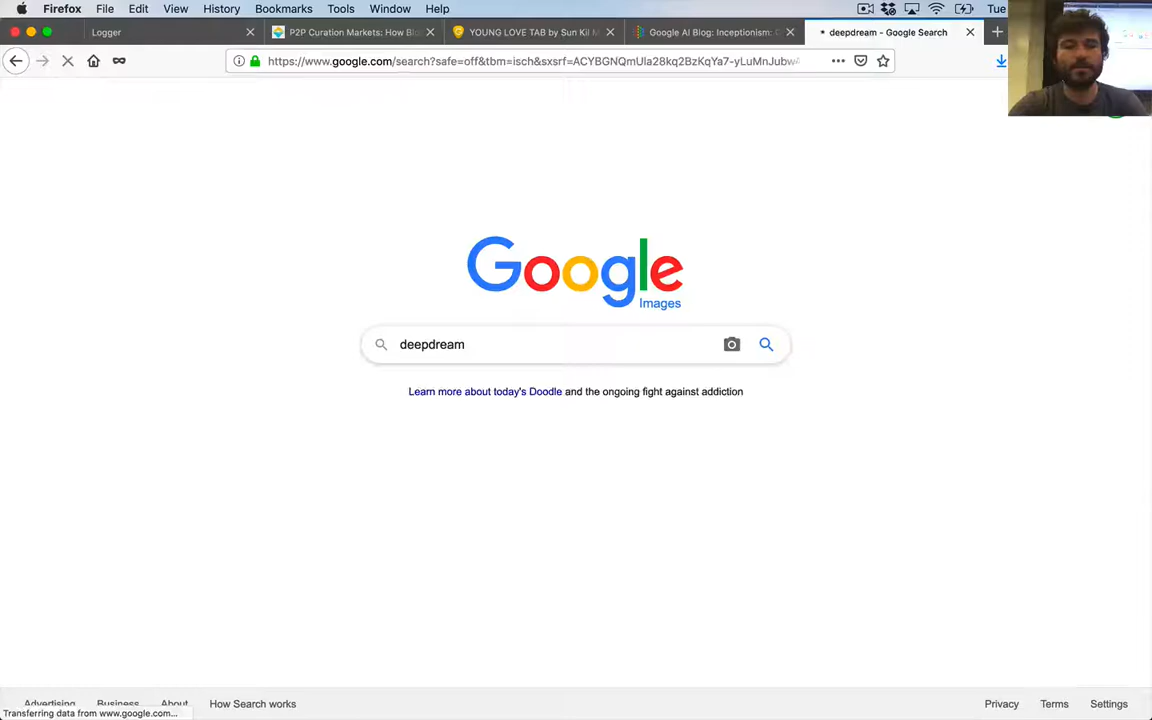 Firefox File Edit View History Bookmarks Tools Window Help Tue
Logger
P2P Curation Markets: How Blo
YOUNG LOVE TAB by Sun Kil M
Google AI Blog: Inceptionism: G
deepdream - Google Search
https://www.google.com/search?safe=off&tbm=isch&sxsrf=
Google
Images
deepdream
Learn more about today's Doodle and the ongoing fight against addiction
Advertising Business About How Search works Privacy Terms Settings
Transferring data from www.google.com...